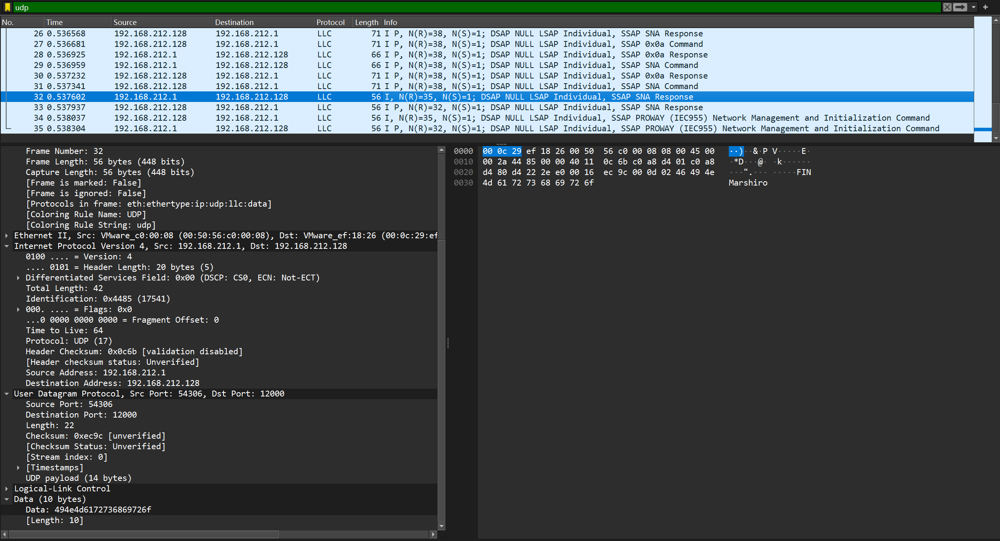 udp
No. Time Source Destination Protocol Length Info
26 0.536568 192.168.212.128 192.168.212.1 LLC 71 I P, N(R)=38, N(S)=1; DSAP NULL LSAP Individual, SSAP SNA Response
27 0.536681 192.168.212.128 192.168.212.1 LLC 71 I P, N(R)=38, N(S)=1; DSAP NULL LSAP Individual, SSAP 0x0a Command
28 0.536925 192.168.212.1 192.168.212.128 LLC 66 I P, N(R)=38, N(S)=1; DSAP NULL LSAP Individual, SSAP 0x0a Response
29 0.536959 192.168.212.1 192.168.212.128 LLC 66 I P, N(R)=38, N(S)=1; DSAP NULL LSAP Individual, SSAP SNA Command
30 0.537232 192.168.212.128 192.168.212.1 LLC 71 I P, N(R)=38, N(S)=1; DSAP NULL LSAP Individual, SSAP 0x0a Response
31 0.537341 192.168.212.128 192.168.212.1 LLC 71 I P, N(R)=38, N(S)=1; DSAP NULL LSAP Individual, SSAP SNA Command
32 0.537602 192.168.212.1 192.168.212.128 LLC 56 I, N(R)=35, N(S)=1; DSAP NULL LSAP Individual, SSAP SNA Response
33 0.537937 192.168.212.128 192.168.212.1 LLC 56 I P, N(R)=32, N(S)=1; DSAP NULL LSAP Individual, SSAP SNA Response
34 0.538037 192.168.212.128 192.168.212.1 LLC 56 I, N(R)=35, N(S)=1; DSAP NULL LSAP Individual, SSAP PROWAY (IEC955) Network Management and Initialization Command
35 0.538304 192.168.212.1 192.168.212.128 LLC 56 I P, N(R)=32, N(S)=1; DSAP NULL LSAP Individual, SSAP PROWAY (IEC955) Network Management and Initialization Command
Frame Number: 32
Frame Length: 56 bytes (448 bits)
Capture Length: 56 bytes (448 bits)
[Frame is marked: False]
[Frame is ignored: False]
[Protocols in frame: eth:ethertype:ip:udp:llc:data]
[Coloring Rule Name: UDP]
[Coloring Rule String: udp]
Ethernet II, Src: VMware_c0:00:08 (00:50:56:c0:00:08), Dst: VMware_ef:18:26 (00:0c:29:ef
Internet Protocol Version 4, Src: 192.168.212.1, Dst: 192.168.212.128
0100 .... = Version: 4
.... 0101 = Header Length: 20 bytes (5)
Differentiated Services Field: 0x00 (DSCP: CS0, ECN: Not-ECT)
Total Length: 42
Identification: 0x4485 (17541)
000. .... = Flags: 0x0
...0 0000 0000 0000 = Fragment Offset: 0
Time to Live: 64
Protocol: UDP (17)
Header Checksum: 0x0c6b [validation disabled]
[Header checksum status: Unverified]
Source Address: 192.168.212.1
Destination Address: 192.168.212.128
User Datagram Protocol, Src Port: 54306, Dst Port: 12000
Source Port: 54306
Destination Port: 12000
Length: 22
Checksum: 0xec9c [unverified]
[Checksum Status: Unverified]
[Stream index: 0]
[Timestamps]
UDP payload (14 bytes)
Logical-Link Control
Data (10 bytes)
Data: 494e4d6172736869726f
[Length: 10]
0000 00 0c 29 ef 18 26 00 50 56 c0 00 08 08 00 45 00 ··)··&·P V·····E·
0010 00 2a 44 85 00 00 40 11 0c 6b c0 a8 d4 01 c0 a8 ·*D···@· ·k······
0020 d4 80 d4 22 2e e0 00 16 ec 9c 00 0d 02 46 49 4e ···".··· ·····FIN
0030 4d 61 72 73 68 69 72 6f Marshiro